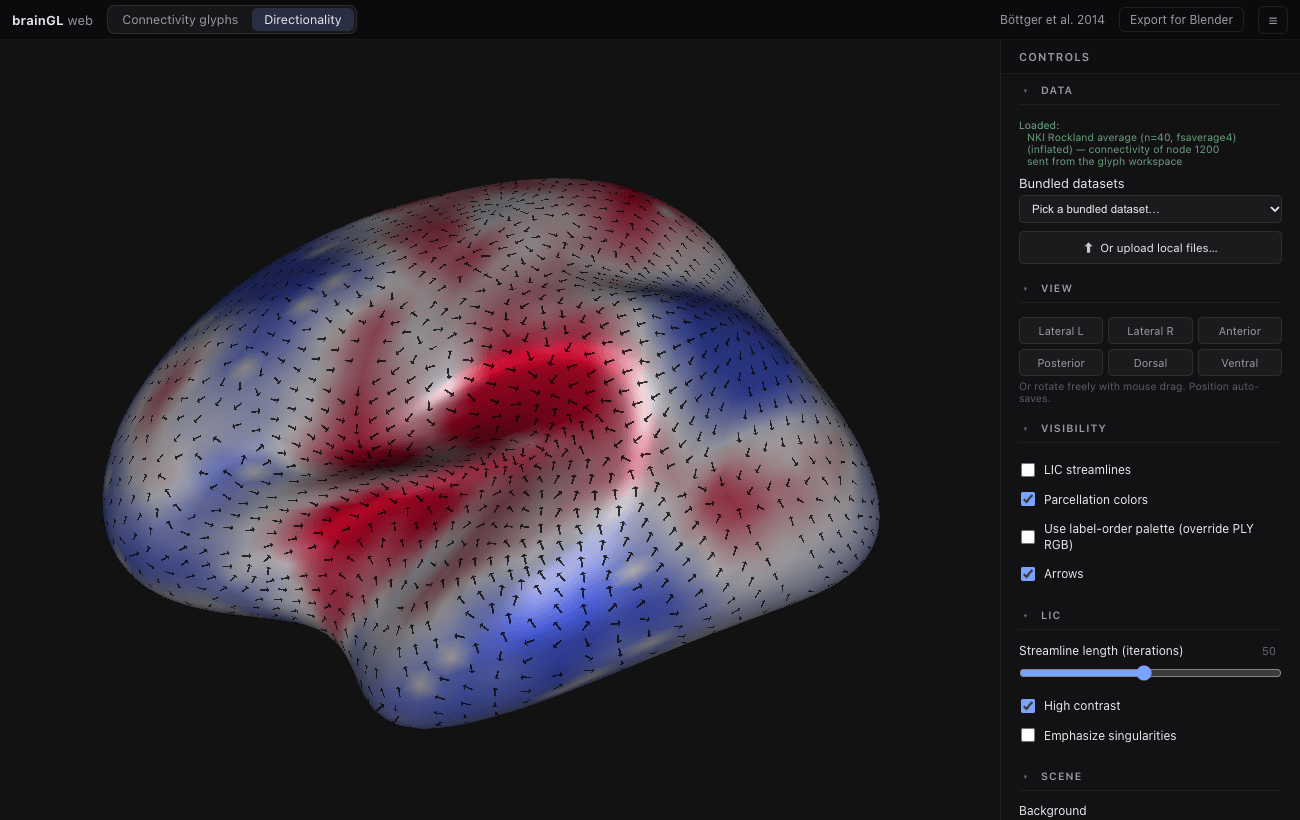 brainGL web Connectivity glyphs Directionality Böttger et al. 2014 Export for Blender ≡
CONTROLS
DATA
Loaded:
NKI Rockland average (n=40, fsaverage4)
(inflated) — connectivity of node 1200
sent from the glyph workspace
Bundled datasets
Pick a bundled dataset…
⬆ Or upload local files…
VIEW
Lateral L Lateral R Anterior
Posterior Dorsal Ventral
Or rotate freely with mouse drag. Position auto-
saves.
VISIBILITY
LIC streamlines
Parcellation colors
Use label-order palette (override PLY
RGB)
Arrows
LIC
Streamline length (iterations) 50
High contrast
Emphasize singularities
SCENE
Background